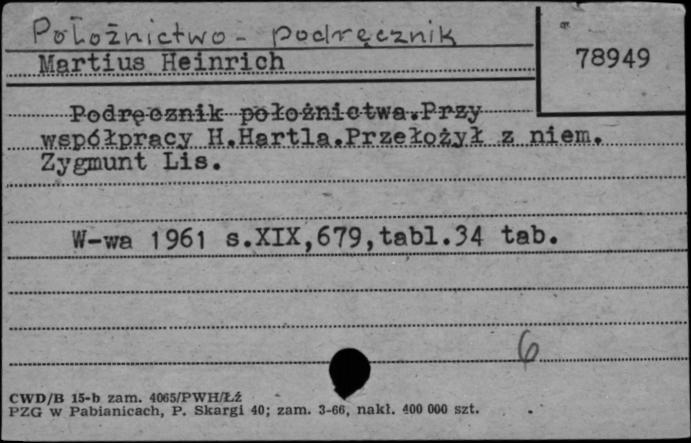 Położnictwo - podręcznik
Martius Heinrich
78949
Podręcznik położnictwa.Przy
współpracy H.Hartla.Przełożył z niem.
Zygmunt Lis.
W-wa 1961 s.XIX,679,tabl.34 tab.
6
CWD/B 15-b zam. 4065/PWH/Łź
PZG w Pabianicach, P. Skargi 40; zam. 3-66, nakł. 400 000 szt.